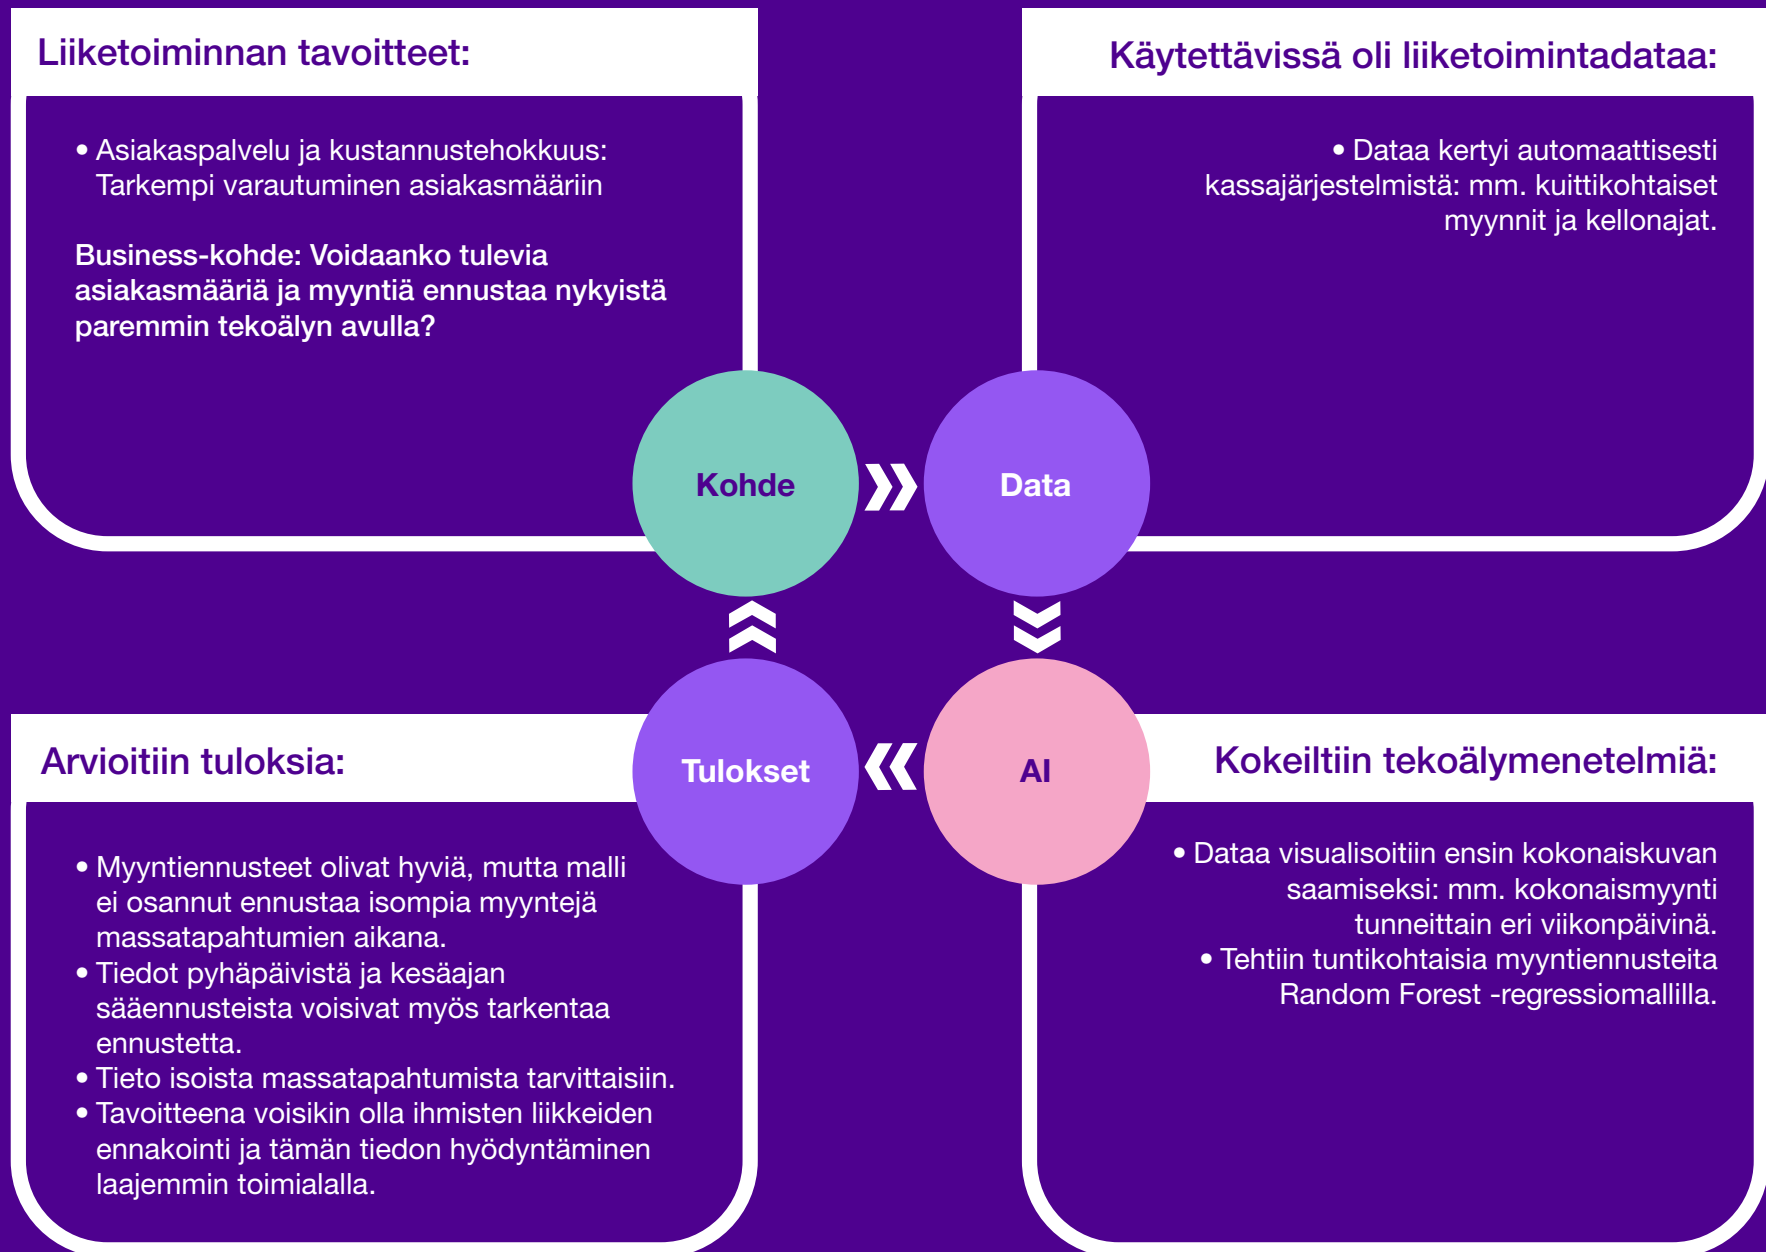 Liiketoiminnan tavoitteet:
• Asiakaspalvelu ja kustannustehokkuus:
Tarkempi varautuminen asiakasmääriin
Business-kohde: Voidaanko tulevia
asiakasmääriä ja myyntiä ennustaa nykyistä
paremmin tekoälyn avulla?
Kohde
Käytettävissä oli liiketoimintadataa:
• Dataa kertyi automaattisesti
kassajärjestelmistä: mm. kuittikohtaiset
myynnit ja kellonajat.
Data
Kokeiltiin tekoälymenetelmiä:
AI
• Dataa visualisoitiin ensin kokonaiskuvan
saamiseksi: mm. kokonaismyynti
tunneittain eri viikonpäivinä.
• Tehtiin tuntikohtaisia myyntiennusteita
Random Forest -regressiomallilla.
Arvioitiin tuloksia:
Tulokset
• Myyntiennusteet olivat hyviä, mutta malli
ei osannut ennustaa isompia myyntejä
massatapahtumien aikana.
• Tiedot pyhäpäivistä ja kesäajan
sääennusteista voisivat myös tarkentaa
ennustetta.
• Tieto isoista massatapahtumista tarvittaisiin.
• Tavoitteena voisikin olla ihmisten liikkeiden
ennakointi ja tämän tiedon hyödyntäminen
laajemmin toimialalla.